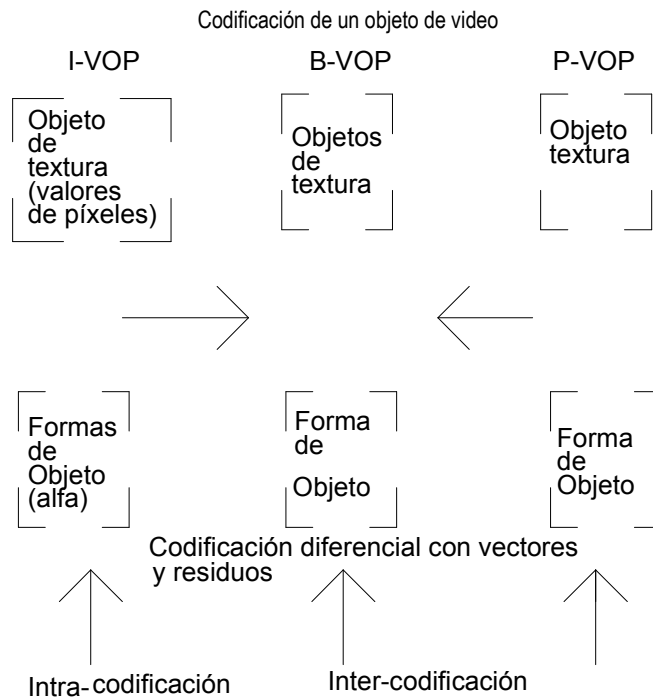 Codificación de un objeto de video
I-VOP
B-VOP
P-VOP
Objeto
de
textura
(valores
de píxeles)
Objetos
de
textura
Objeto
textura
Formas
de
Objeto
(alfa)
Forma
de
Objeto
Forma
de
Objeto
Codificación diferencial con vectores
y residuos
Intra-codificación
Inter-codificación